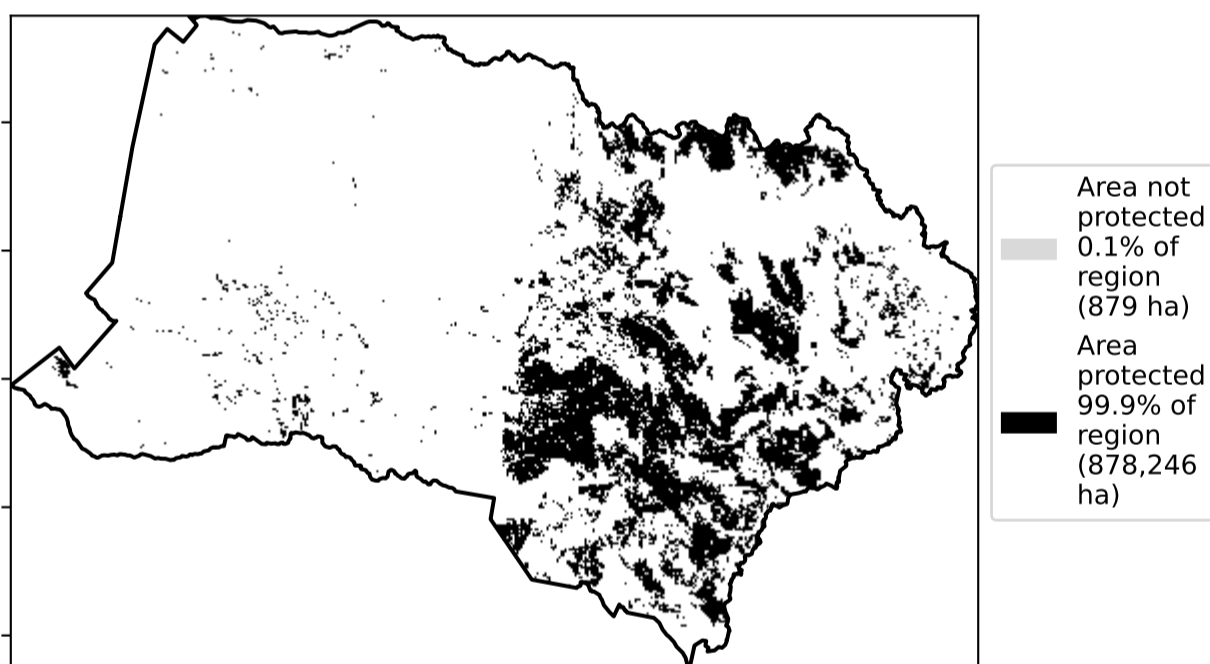 Area not
protected
0.1% of
region
(879 ha)
Area
protected
99.9% of
region
(878,246
ha)